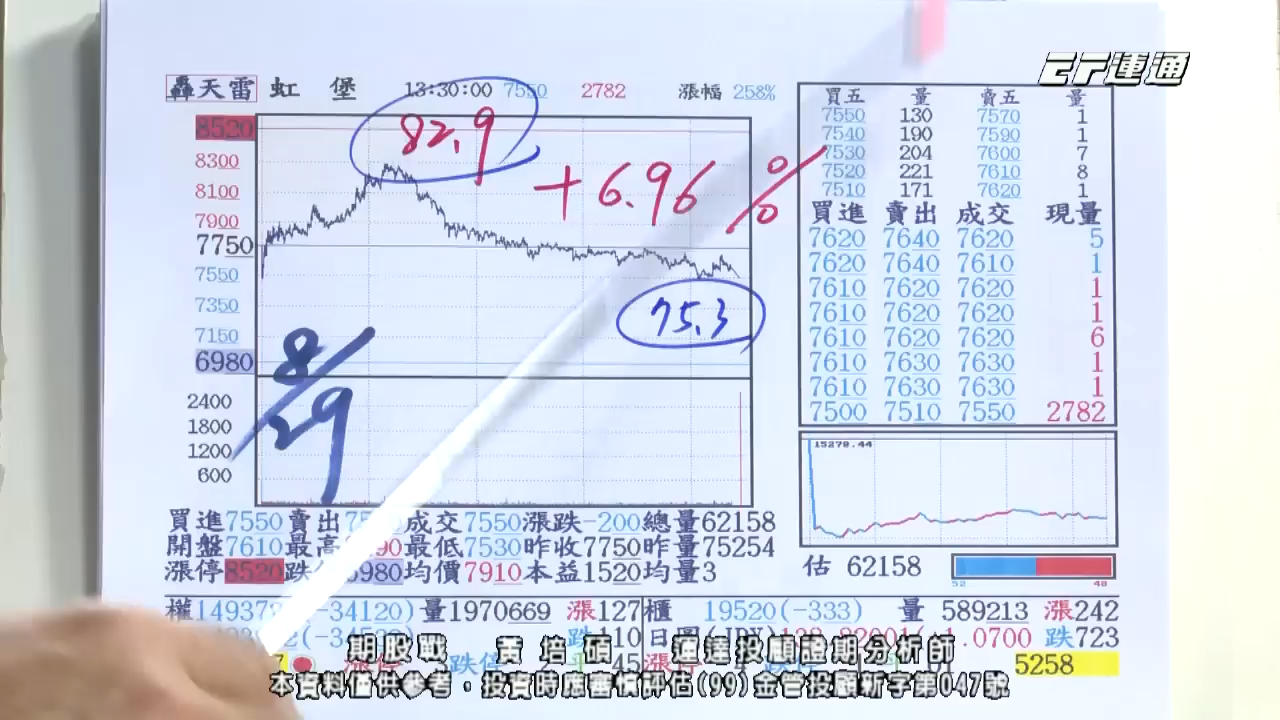 EF運通
轟天雷 虹 堡 13:30:00 7550 2782 漲幅 258%
82.9
+6.96%
75.3
8/29
8520
8300
8100
7900
7750
7550
7350
7150
6980
2400
1800
1200
600
買五 量 賣五 量
7550 130 7570 1
7540 190 7590 1
7530 204 7600 7
7520 221 7610 8
7510 171 7620 1
買進 賣出 成交 現量
7620 7640 7620 5
7620 7640 7610 1
7610 7620 7620 1
7610 7620 7620 1
7610 7620 7620 6
7610 7630 7630 1
7610 7630 7630 1
7500 7510 7550 2782
15279.44
估 62158
52 48
買進7550 賣出 成交7550 漲跌-200 總量62158
開盤7610 最高 最低7530 昨收7750 昨量75254
漲停8520 均價7910 本益1520 均量3
權 (-34120) 量1970669 漲127 櫃 19520(-333) 量 589213 漲242
跌723
5258
期股戰 黃培碩 運達投顧證期分析師
本資料僅供參考,投資時應審慎評估(99)金管投顧新字第047號